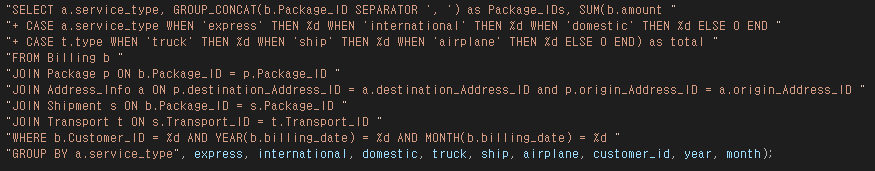 "SELECT a.service_type, GROUP_CONCAT(b.Package_ID SEPARATOR ', ') as Package_IDs, SUM(b.amount "
"+ CASE a.service_type WHEN 'express' THEN %d WHEN 'international' THEN %d WHEN 'domestic' THEN %d ELSE 0 END "
"+ CASE t.type WHEN 'truck' THEN %d WHEN 'ship' THEN %d WHEN 'airplane' THEN %d ELSE 0 END) as total "
"FROM Billing b "
"JOIN Package p ON b.Package_ID = p.Package_ID "
"JOIN Address_Info a ON p.destination_Address_ID = a.destination_Address_ID and p.origin_Address_ID = a.origin_Address_ID "
"JOIN Shipment s ON b.Package_ID = s.Package_ID "
"JOIN Transport t ON s.Transport_ID = t.Transport_ID "
"WHERE b.Customer_ID = %d AND YEAR(b.billing_date) = %d AND MONTH(b.billing_date) = %d "
"GROUP BY a.service_type", express, international, domestic, truck, ship, airplane, customer_id, year, month);